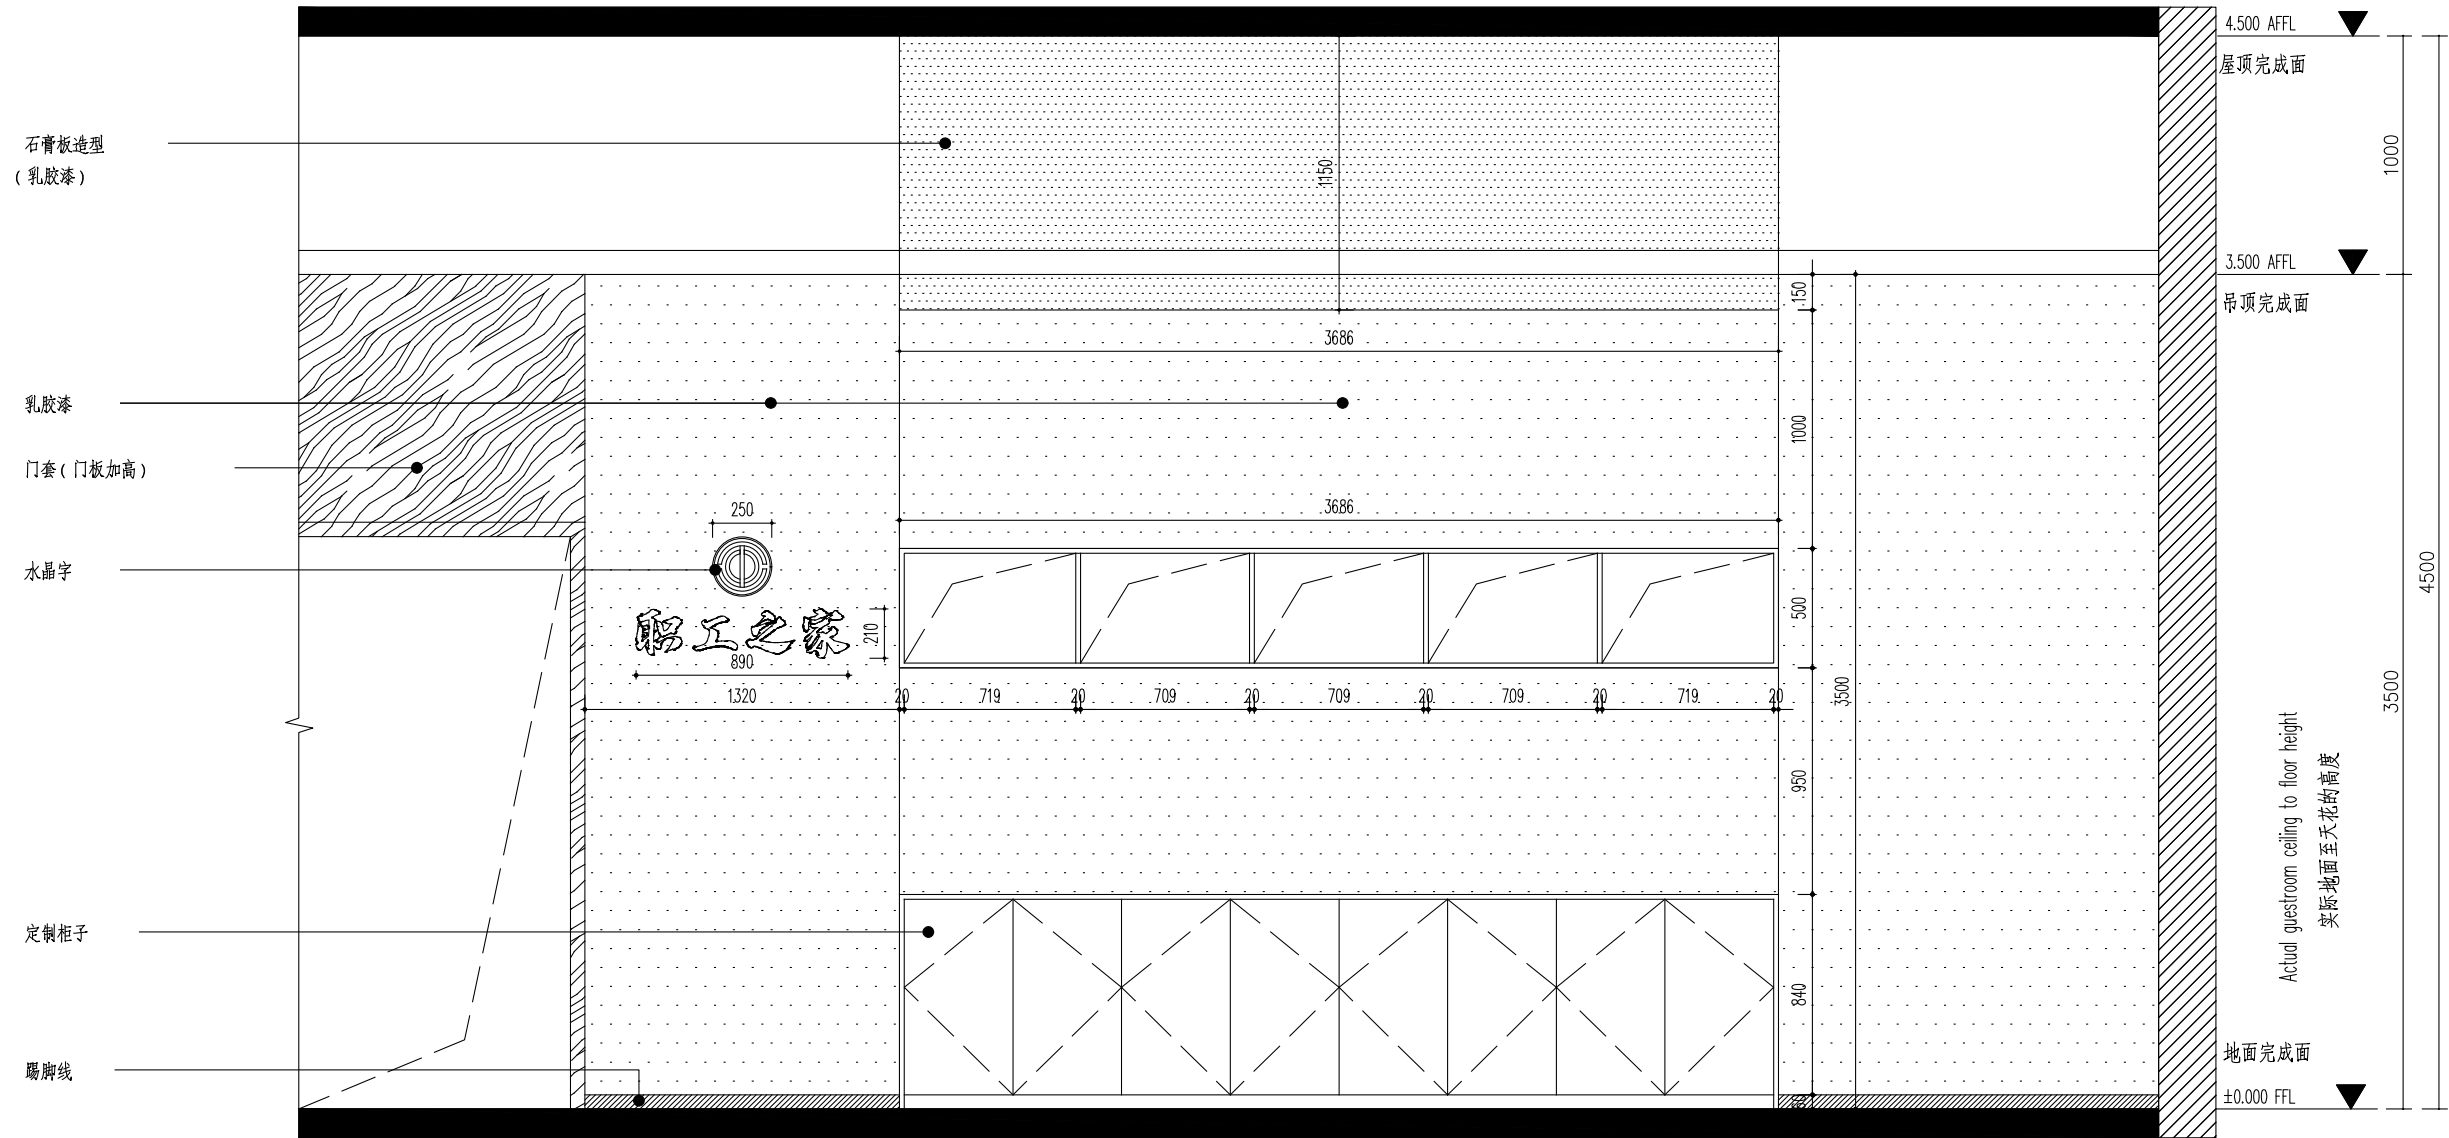 4.500 AFFL
屋顶完成面
石膏板造型
(乳胶漆)
1150
1000
3.500 AFFL
吊顶完成面
150
3686
乳胶漆
1000
门套(门板加高)
250
3686
水晶字
职工之家
210
890
500
4500
1320
20
719
20
709
20
709
20
709
20
719
20
3500
3500
950
Actual guestroom ceiling to floor height
实际地面至天花的高度
定制柜子
840
地面完成面
踢脚线
60
±0.000 FFL